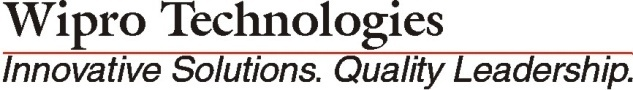 Wipro Technologies
Innovative Solutions. Quality Leadership.